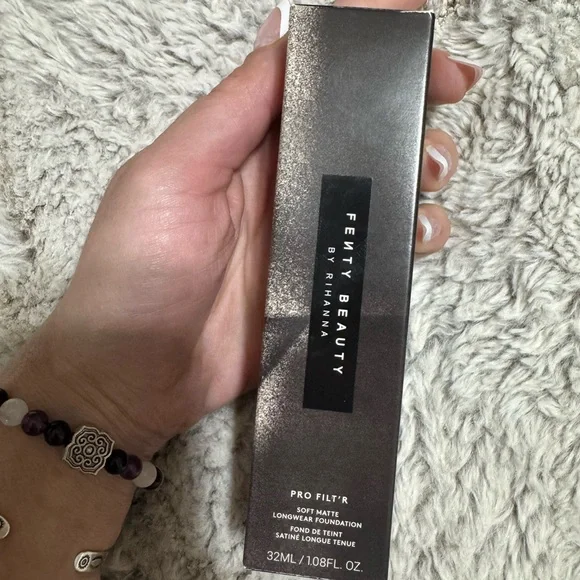 FEИTY BEAUTY
BY RIHANNA
PRO FILT'R
SOFT MATTE
LONGWEAR FOUNDATION
FOND DE TEINT
SATINÉ LONGUE TENUE
32ML / 1.08FL. OZ.